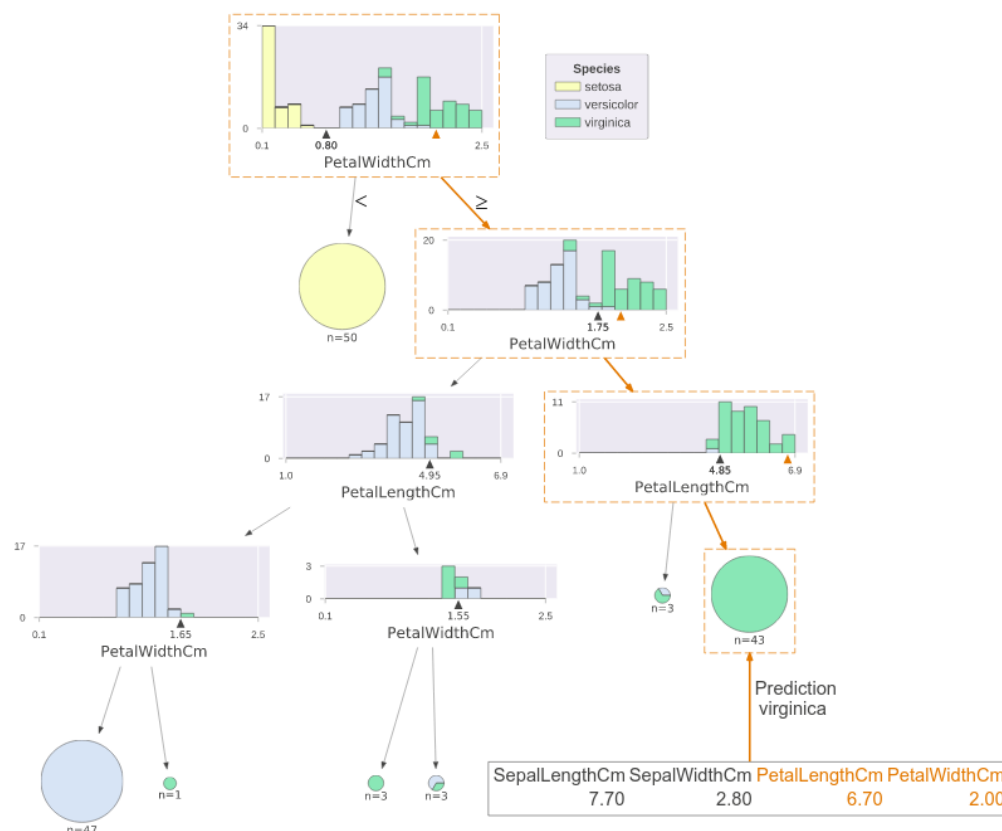 34
0
0.1
0.80
2.5
PetalWidthCm
Species
setosa
versicolor
virginica
<
≥
n=50
20
0
0.1
1.75
2.5
PetalWidthCm
17
0
1.0
4.95
6.9
PetalLengthCm
11
0
1.0
4.85
6.9
PetalLengthCm
17
0
0.1
1.65
2.5
PetalWidthCm
3
0
0.1
1.55
2.5
PetalWidthCm
n=3
n=43
Prediction
virginica
n=47
n=1
n=3
n=3
SepalLengthCm SepalWidthCm PetalLengthCm PetalWidthCm
7.70 2.80 6.70 2.00